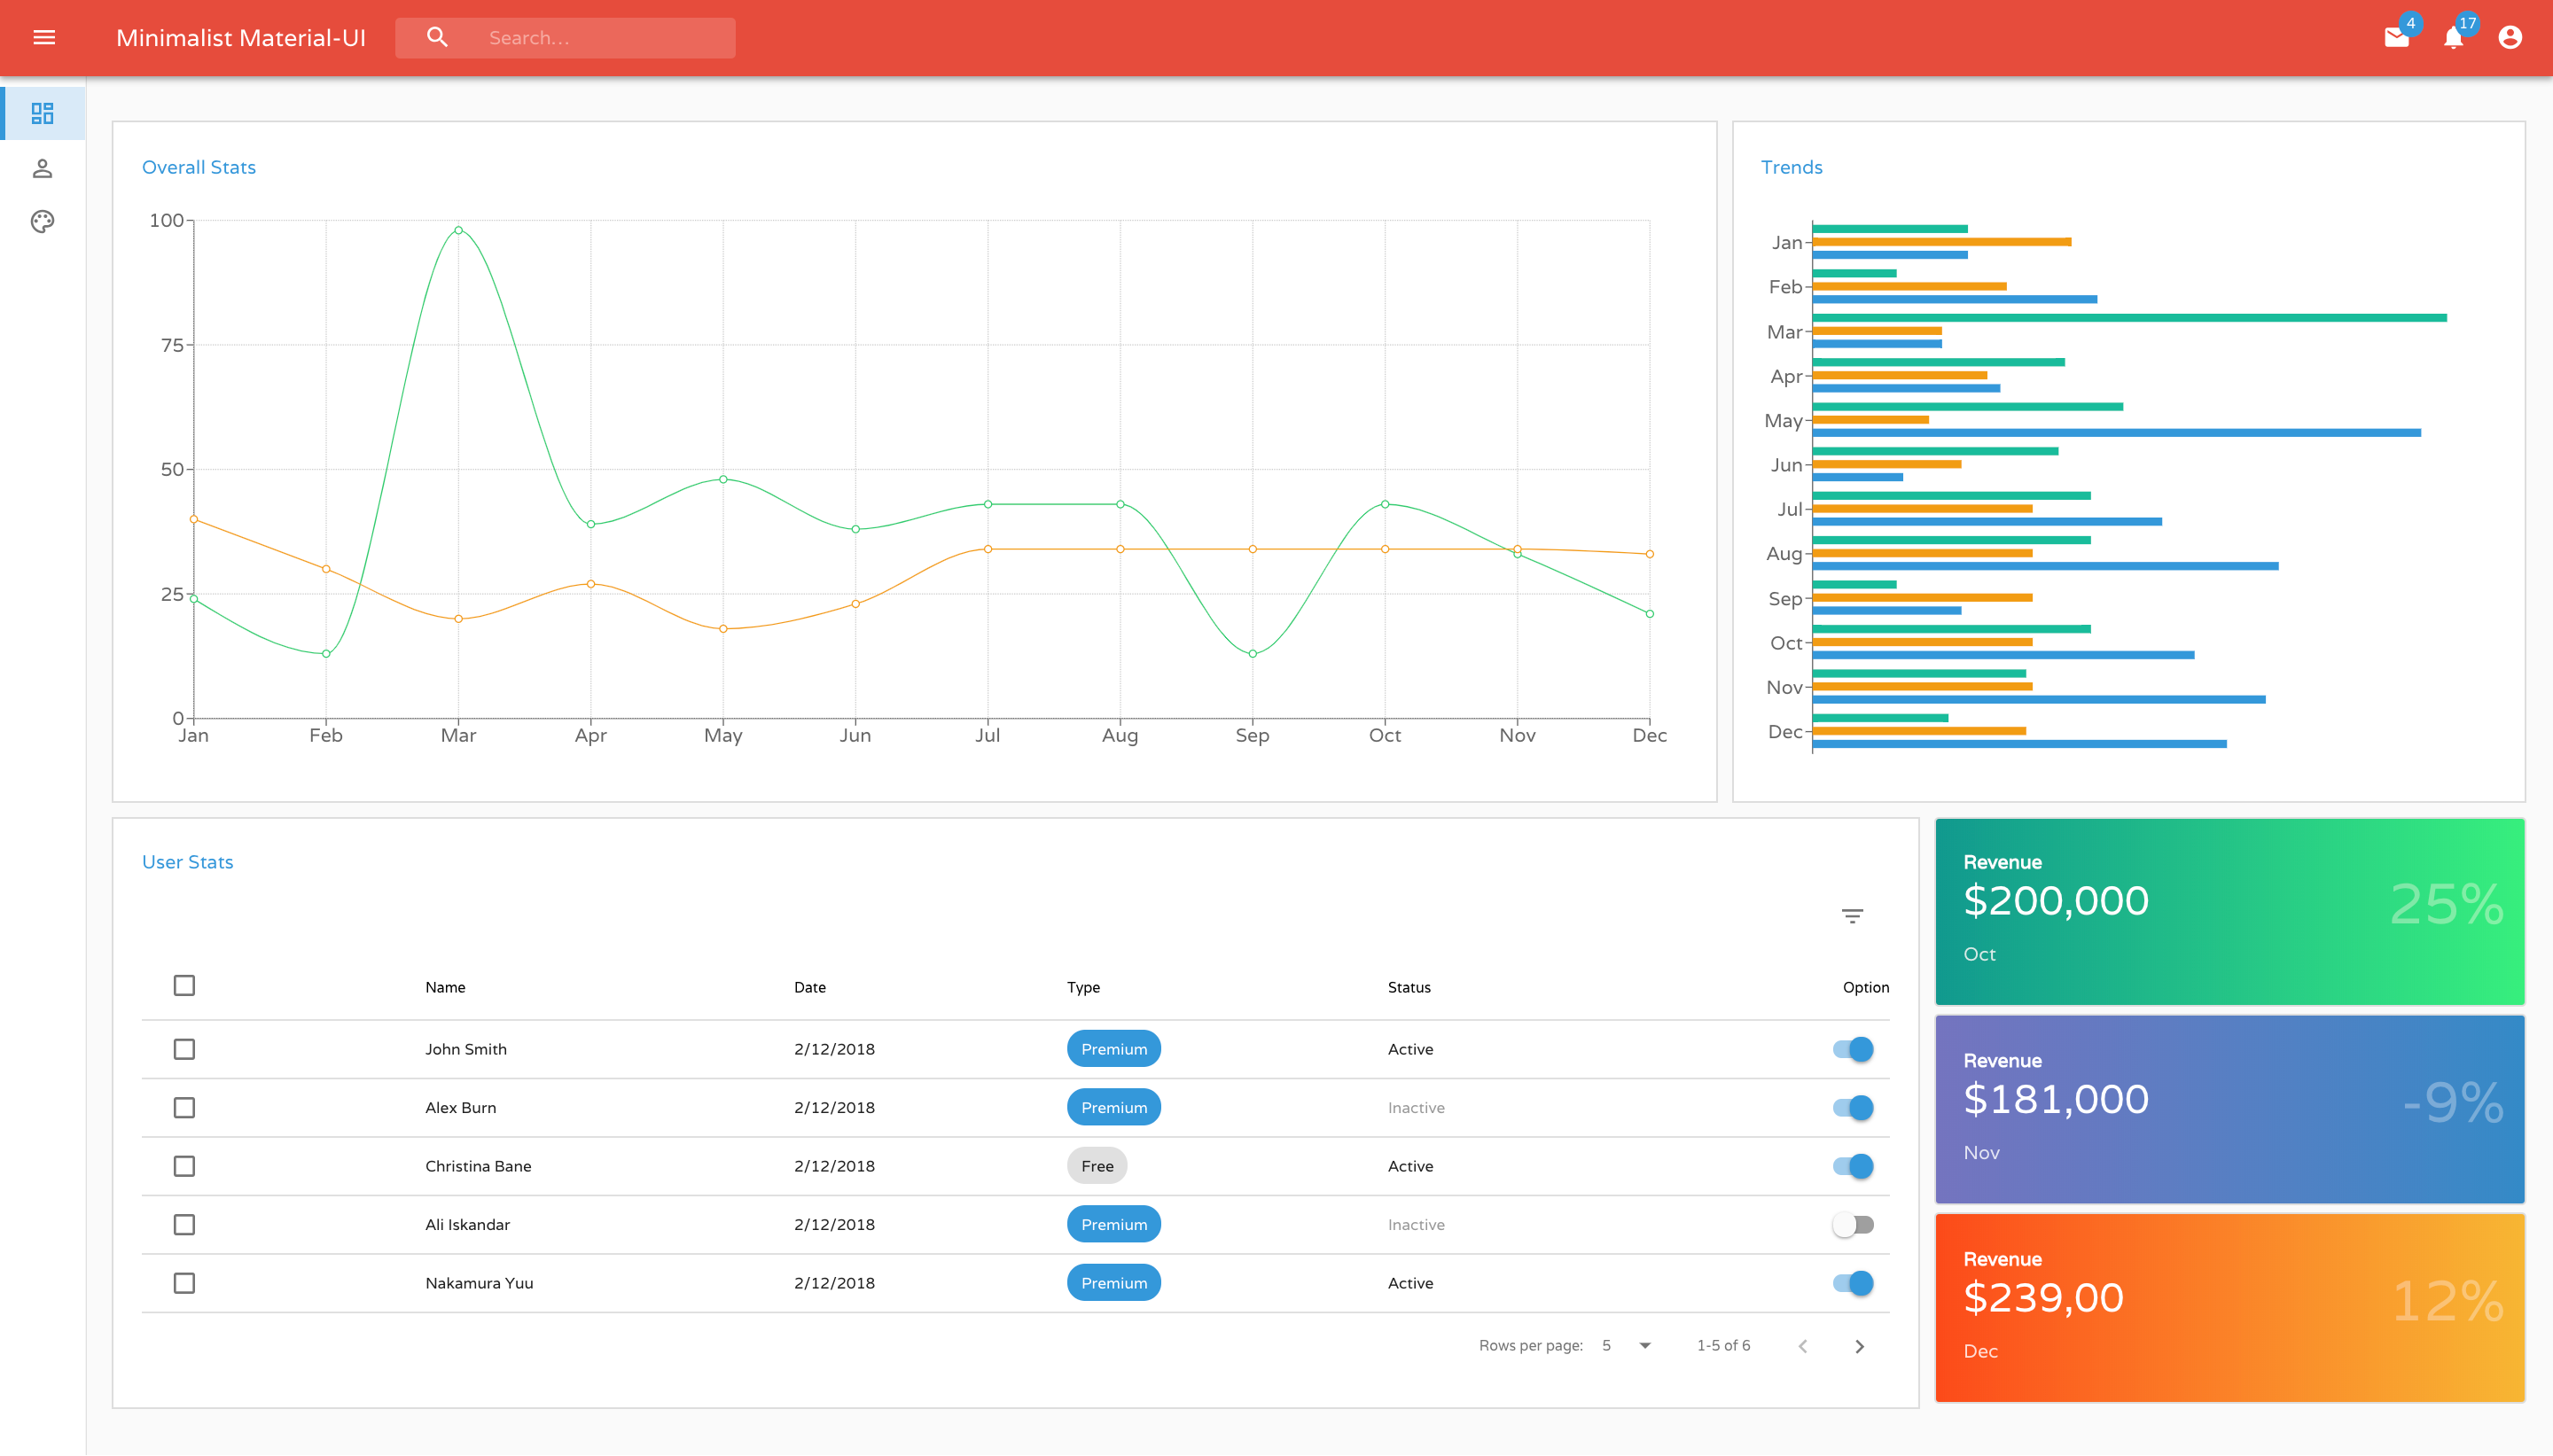 Minimalist Material-UI Search... 4 17
Overall Stats
100
75
50
25
0
Jan Feb Mar Apr May Jun Jul Aug Sep Oct Nov Dec
Trends
Jan
Feb
Mar
Apr
May
Jun
Jul
Aug
Sep
Oct
Nov
Dec
User Stats
Name Date Type Status Option
John Smith 2/12/2018 Premium Active
Alex Burn 2/12/2018 Premium Inactive
Christina Bane 2/12/2018 Free Active
Ali Iskandar 2/12/2018 Premium Inactive
Nakamura Yuu 2/12/2018 Premium Active
Rows per page: 5 1-5 of 6
Revenue
$200,000 25%
Oct
Revenue
$181,000 -9%
Nov
Revenue
$239,00 12%
Dec